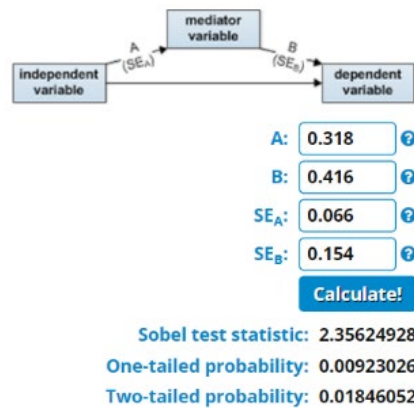 mediator
variable
A
(SEA)
B
(SEB)
independent
variable
dependent
variable
A: 0.318 ?
B: 0.416 ?
SEA: 0.066 ?
SEB: 0.154 ?
Calculate!
Sobel test statistic: 2.35624928
One-tailed probability: 0.00923026
Two-tailed probability: 0.01846052